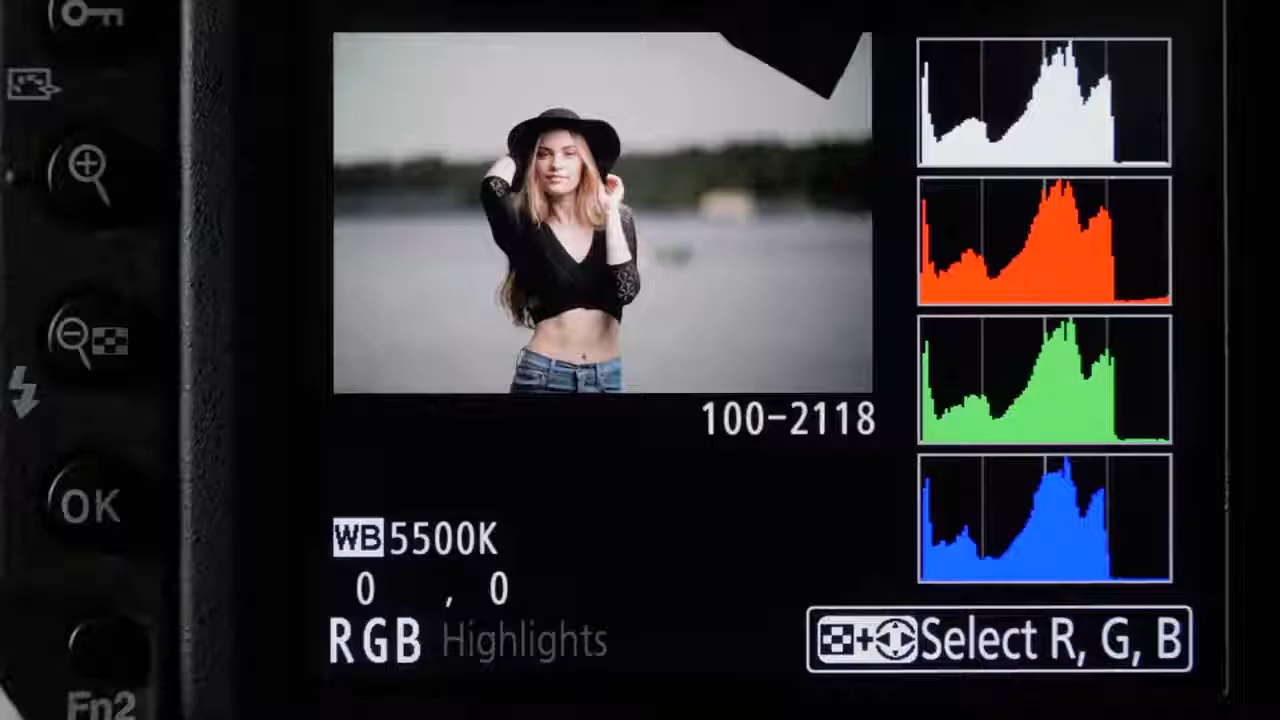 100-2118
WB 5500K
0 , 0
RGB Highlights
Select R, G, B
OK
Fn2